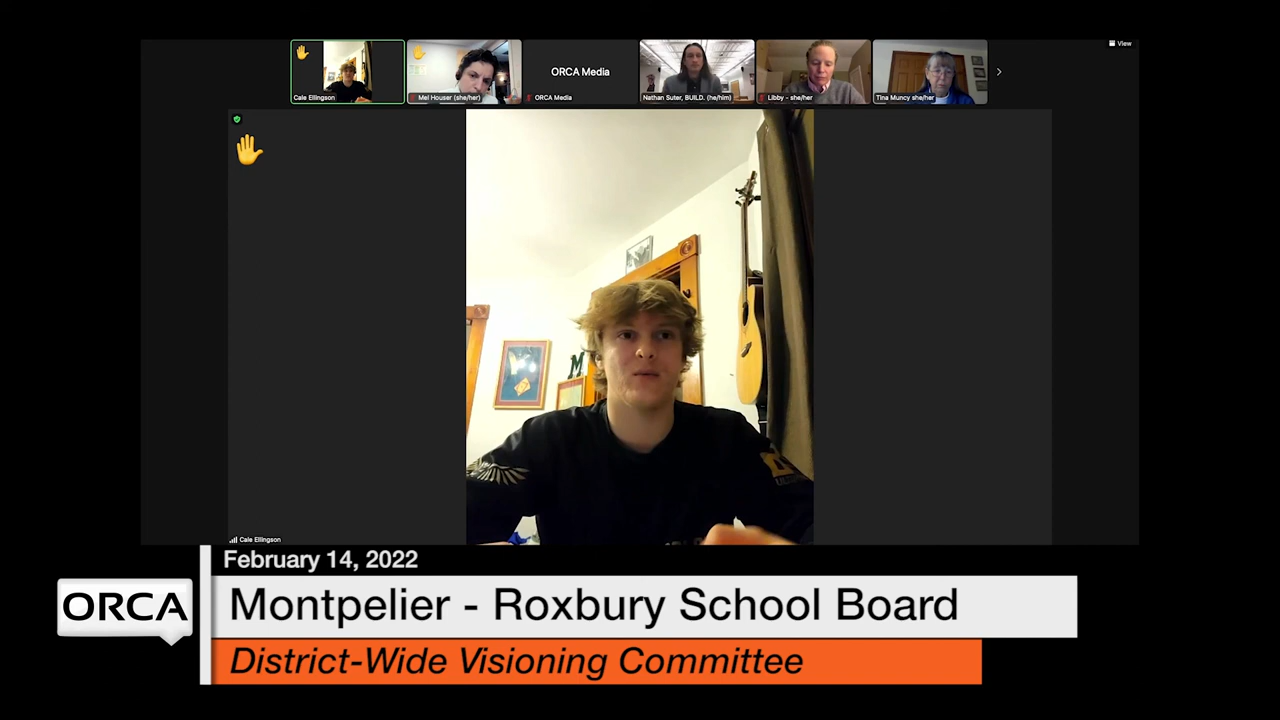 View
ORCA Media
Cale Ellingson
Mel Houser (she/her)
ORCA Media
Nathan Suter, BUILD. (he/him)
Libby - she/her
Tina Muncy she/her
M
Cale Ellingson
February 14, 2022
ORCA
Montpelier - Roxbury School Board
District-Wide Visioning Committee